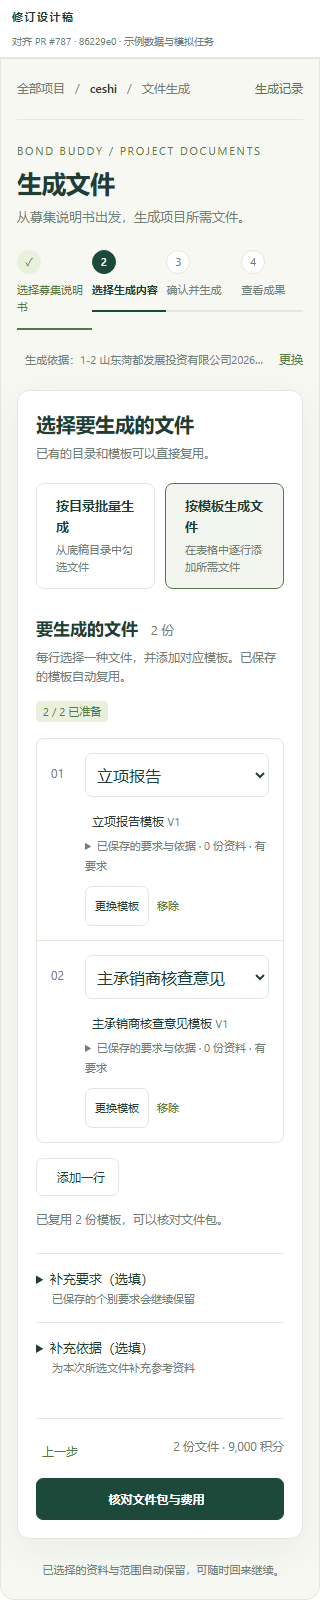 修订设计稿
对齐 PR #787 · 86229e0 · 示例数据与模拟任务
全部项目 / ceshi / 文件生成 生成记录
BOND BUDDY / PROJECT DOCUMENTS
生成文件
从募集说明书出发，生成项目所需文件。
✓ 2 3 4
选择募集说明书 选择生成内容 确认并生成 查看成果
生成依据：1-2 山东菏都发展投资有限公司2026... 更换
选择要生成的文件
已有的目录和模板可以直接复用。
按目录批量生成
从底稿目录中勾选文件
按模板生成文件
在表格中逐行添加所需文件
要生成的文件 2 份
每行选择一种文件，并添加对应模板。已保存
的模板自动复用。
2 / 2 已准备
01 立项报告
立项报告模板 V1
▶ 已保存的要求与依据 · 0 份资料 · 有
要求
更换模板 移除
02 主承销商核查意见
主承销商核查意见模板 V1
▶ 已保存的要求与依据 · 0 份资料 · 有
要求
更换模板 移除
添加一行
已复用 2 份模板，可以核对文件包。
▶ 补充要求（选填）
已保存的个别要求会继续保留
▶ 补充依据（选填）
为本次所选文件补充参考资料
上一步 2 份文件 · 9,000 积分
核对文件包与费用
已选择的资料与范围自动保留，可随时回来继续。